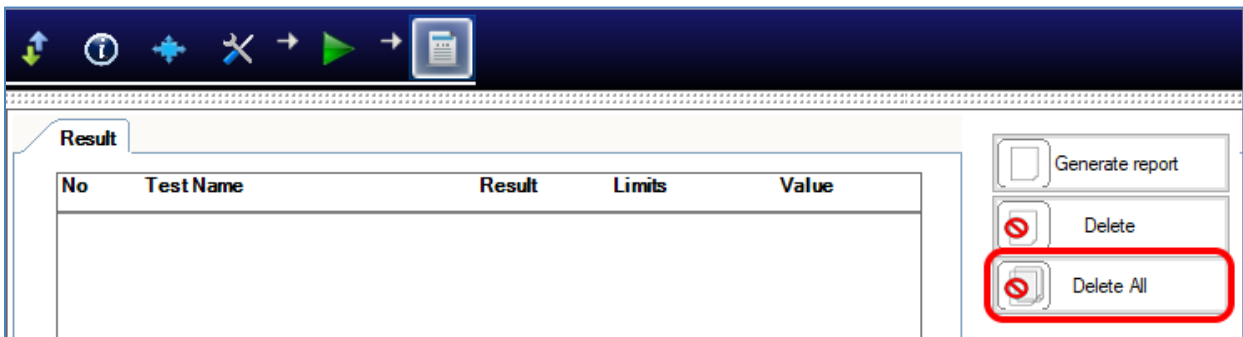 Result
No Test Name Result Limits Value
Generate report
Delete
Delete All